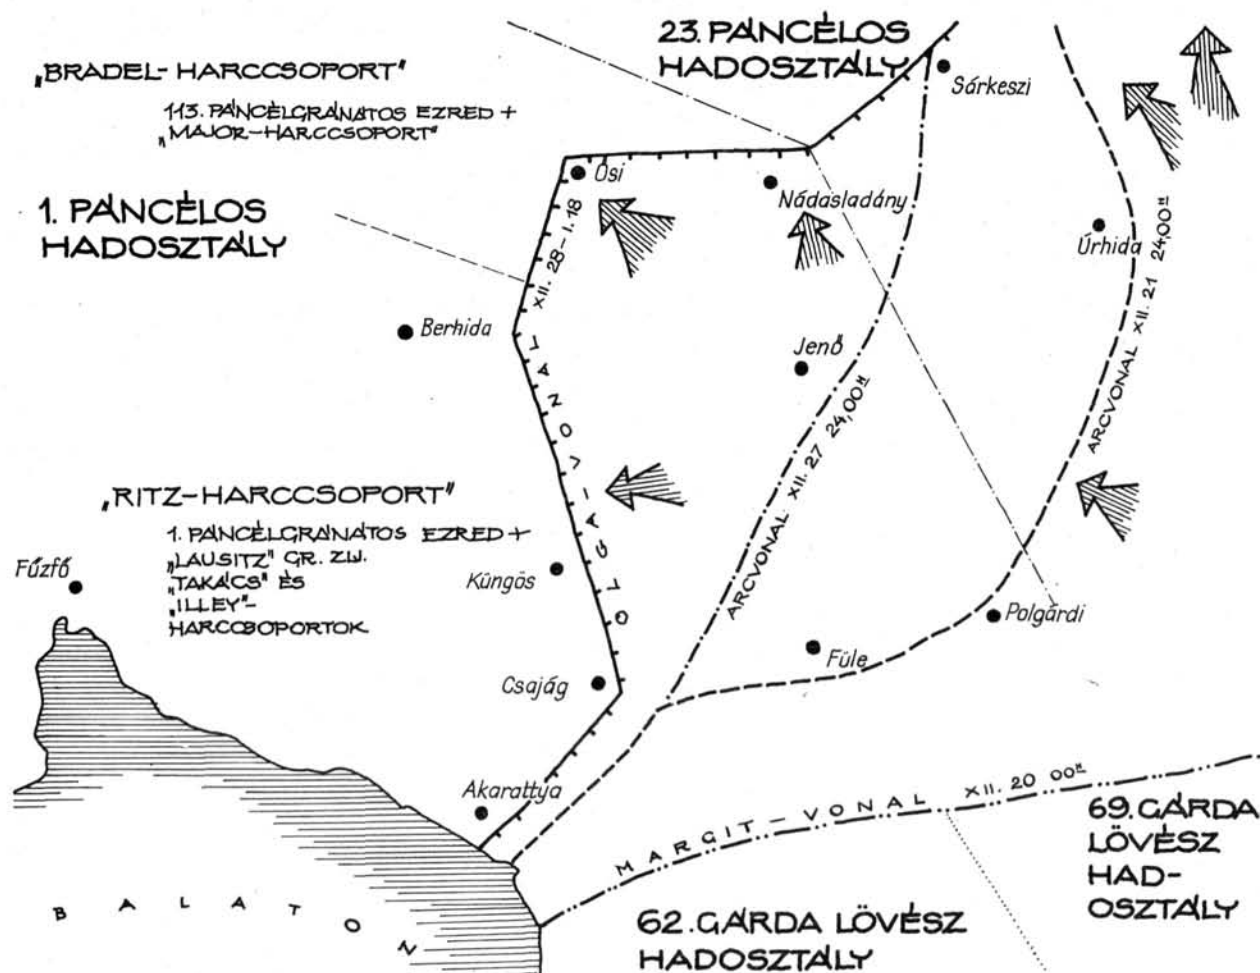 23. PÁNCÉLOS
HADOSZTÁLY
„BRADEL-HARCCSOPORT"
113. PÁNCÉLGRÁNÁTOS EZRED +
„MAJOR-HARCCSOPORT"
1. PÁNCÉLOS
HADOSZTÁLY
Sárkeszi
Ősi
Nádasladány
Úrhida
Berhida
Jenő
OLGA-VONAL XII. 28-I. 18
ARCVONAL XII. 27 24,00ʰ
ARCVONAL XII. 21 24,00ʰ
„RITZ-HARCCSOPORT"
1. PÁNCÉLGRÁNÁTOS EZRED +
„LAUSITZ" GR. ZLJ.
„TAKÁCS" ÉS
„ILLEY"-
HARCCSOPORTOK
Fűzfő
Küngös
Csajág
Füle
Polgárdi
Akarattya
BALATON
MARGIT-VONAL XII. 20 00ʰ
62. GÁRDA LÖVÉSZ
HADOSZTÁLY
69. GÁRDA
LÖVÉSZ
HAD-
OSZTÁLY